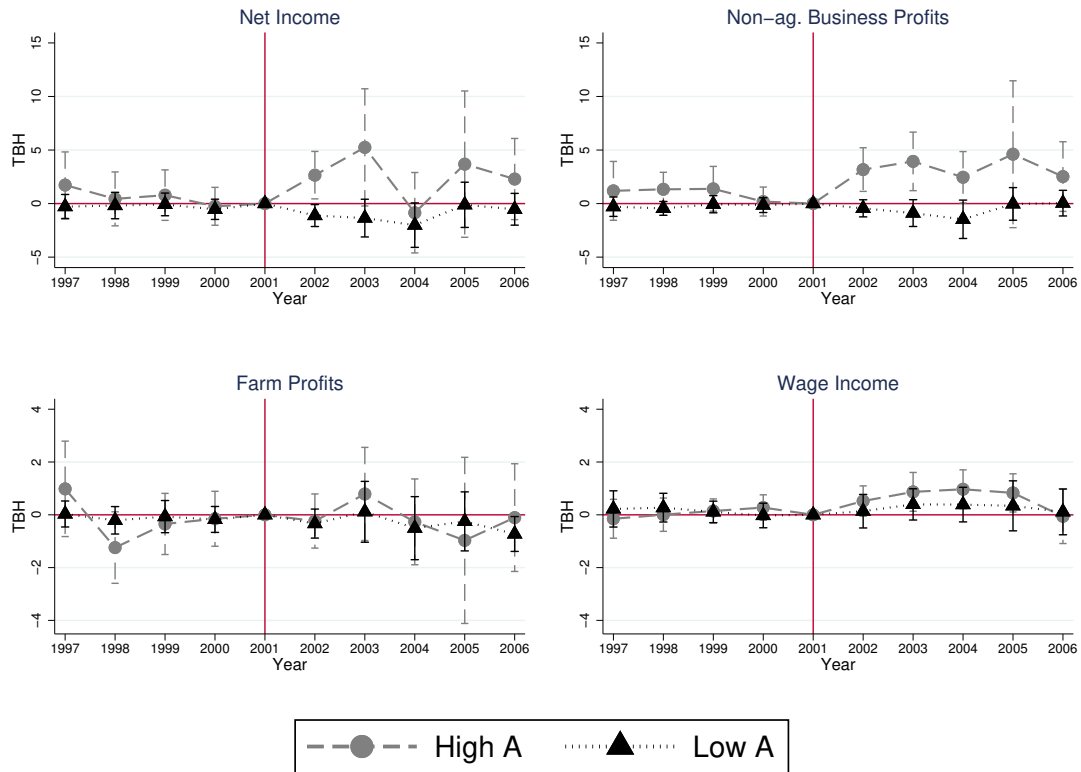 Net Income
15
10
5
0
−5
TBH
1997 1998 1999 2000 2001 2002 2003 2004 2005 2006
Year
Non−ag. Business Profits
15
10
5
0
−5
TBH
1997 1998 1999 2000 2001 2002 2003 2004 2005 2006
Year
Farm Profits
4
2
0
−2
−4
TBH
1997 1998 1999 2000 2001 2002 2003 2004 2005 2006
Year
Wage Income
4
2
0
−2
−4
TBH
1997 1998 1999 2000 2001 2002 2003 2004 2005 2006
Year
High A Low A